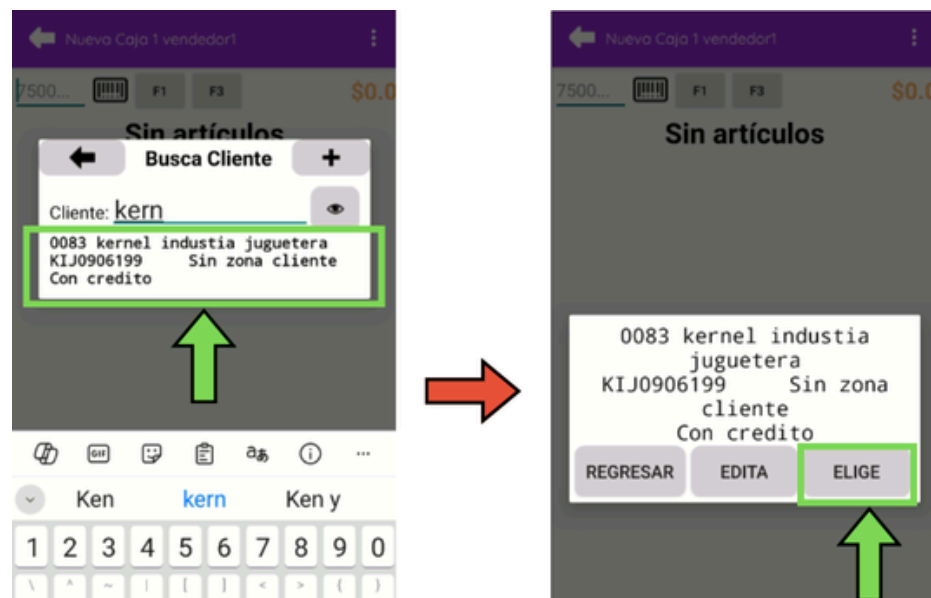 Nueva Caja 1 vendedor1
7500... F1 F3 $0.0
Sin artículos
Busca Cliente +
Cliente: kern
0083 kernel industia juguetera
KIJ0906199 Sin zona cliente
Con credito
GIF
Ken kern Ken y
1 2 3 4 5 6 7 8 9 0
\ ^ ~ | [ ] < > { }
Nueva Caja 1 vendedor1
7500... F1 F3 $0.0
Sin artículos
0083 kernel industia
juguetera
KIJ0906199 Sin zona
cliente
Con credito
REGRESAR EDITA ELIGE